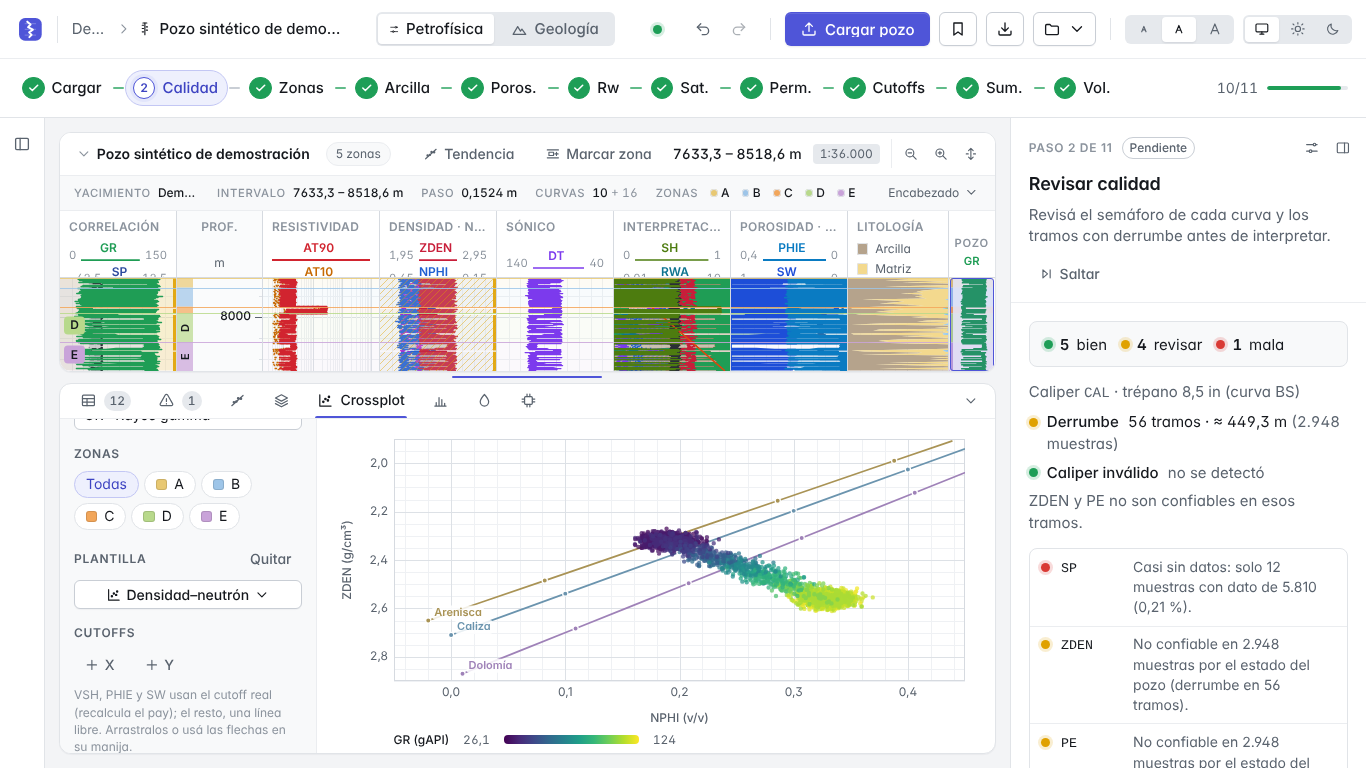 De...
Pozo sintético de demo...
Petrofísica
Geología
Cargar pozo
A
A
A
Cargar
2
Calidad
Zonas
Arcilla
Poros.
Rw
Sat.
Perm.
Cutoffs
Sum.
Vol.
10/11
Pozo sintético de demostración
5 zonas
Tendencia
Marcar zona
7633,3 – 8518,6 m
1:36.000
YACIMIENTO Dem...
INTERVALO 7633,3 – 8518,6 m
PASO 0,1524 m
CURVAS 10 + 16
ZONAS A B C D E
Encabezado
CORRELACIÓN
0 GR 150
SP
PROF.
m
8000
RESISTIVIDAD
AT90
AT10
DENSIDAD · N...
1,95 ZDEN 2,95
NPHI
SÓNICO
140 DT 40
INTERPRETAC...
0 SH 1
RWA
POROSIDAD · ...
0,4 PHIE 0
SW
LITOLOGÍA
Arcilla
Matriz
POZO
GR
D
E
D
E
12
1
Crossplot
ZONAS
Todas
A
B
C
D
E
PLANTILLA
Quitar
Densidad–neutrón
CUTOFFS
X
Y
VSH, PHIE y SW usan el cutoff real
(recalcula el pay); el resto, una línea
libre. Arrastralos o usá las flechas en
su manija.
ZDEN (g/cm³)
2,0
2,2
2,4
2,6
2,8
Arenisca
Caliza
Dolomía
0,0
0,1
0,2
0,3
0,4
NPHI (v/v)
GR (gAPI)
26,1
124
PASO 2 DE 11
Pendiente
Revisar calidad
Revisá el semáforo de cada curva y los
tramos con derrumbe antes de interpretar.
Saltar
5 bien
4 revisar
1 mala
Caliper CAL · trépano 8,5 in (curva BS)
Derrumbe 56 tramos · ≈ 449,3 m (2.948
muestras)
Caliper inválido no se detectó
ZDEN y PE no son confiables en esos
tramos.
SP
Casi sin datos: solo 12
muestras con dato de 5.810
(0,21 %).
ZDEN
No confiable en 2.948
muestras por el estado del
pozo (derrumbe en 56
tramos).
PE
No confiable en 2.948
muestras por el estado del